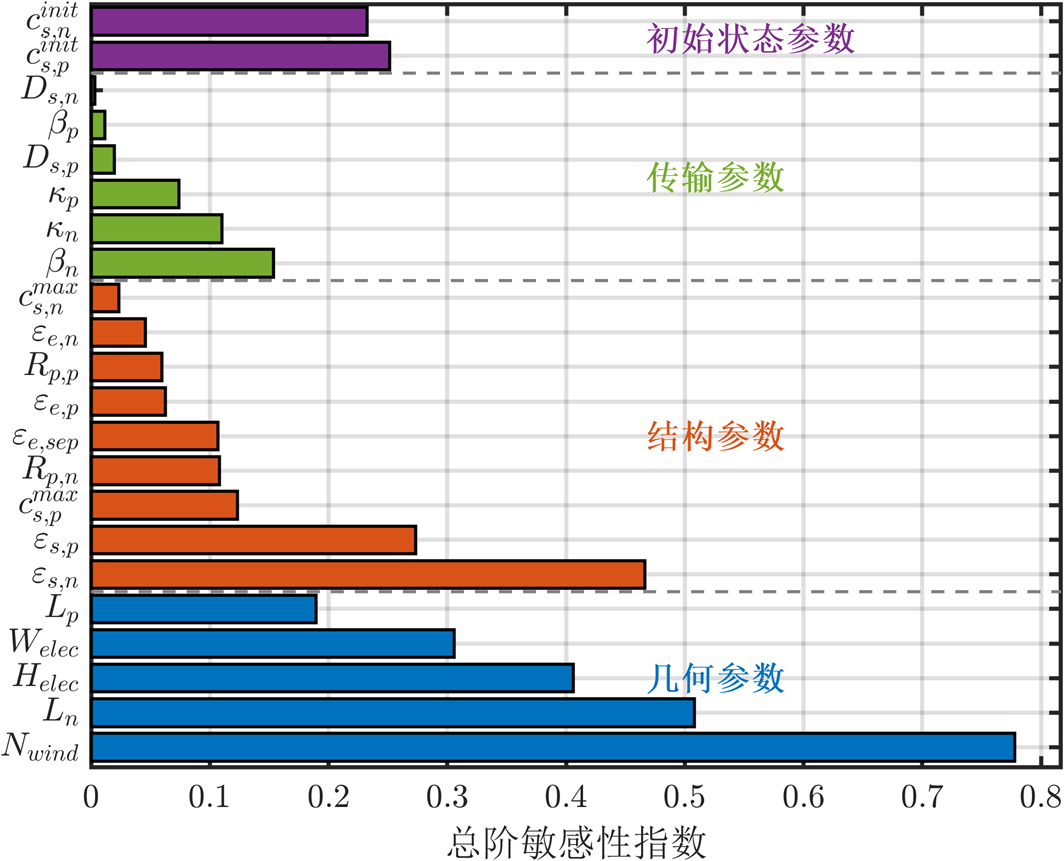 c_{s,n}^{init}
c_{s,p}^{init}
初始状态参数
D_{s,n}
β_p
D_{s,p}
传输参数
κ_p
κ_n
β_n
c_{s,n}^{max}
ε_{e,n}
R_{p,p}
ε_{e,p}
ε_{e,sep}
结构参数
R_{p,n}
c_{s,p}^{max}
ε_{s,p}
ε_{s,n}
L_p
W_{elec}
H_{elec}
几何参数
L_n
N_{wind}
0 0.1 0.2 0.3 0.4 0.5 0.6 0.7 0.8
总阶敏感性指数